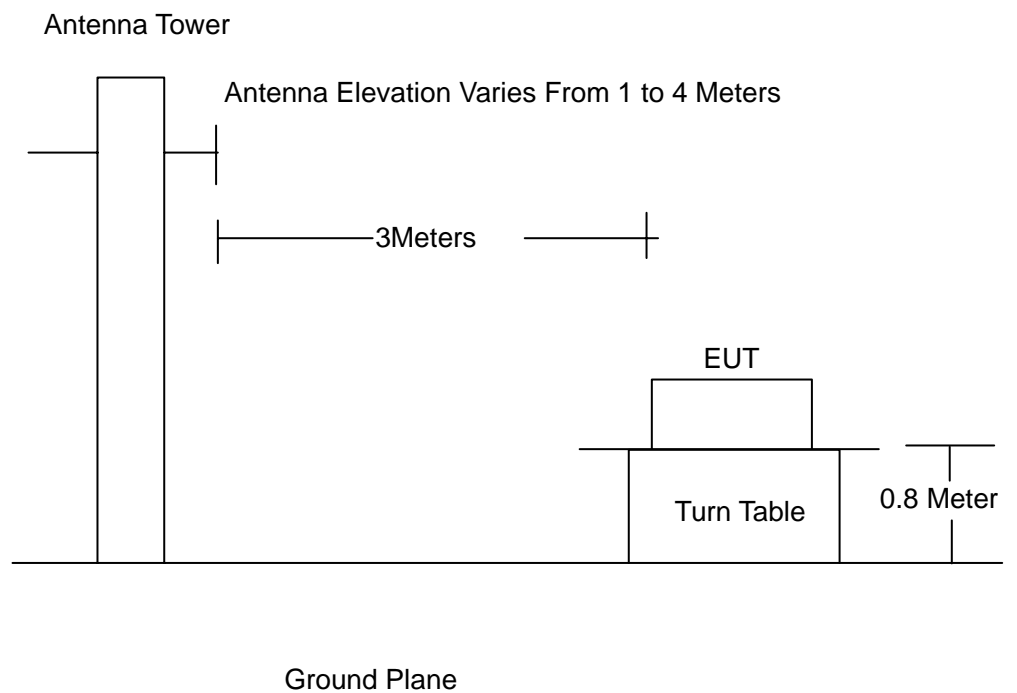 Antenna Tower
Antenna Elevation Varies From 1 to 4 Meters
3Meters
EUT
0.8 Meter
Turn Table
Ground Plane